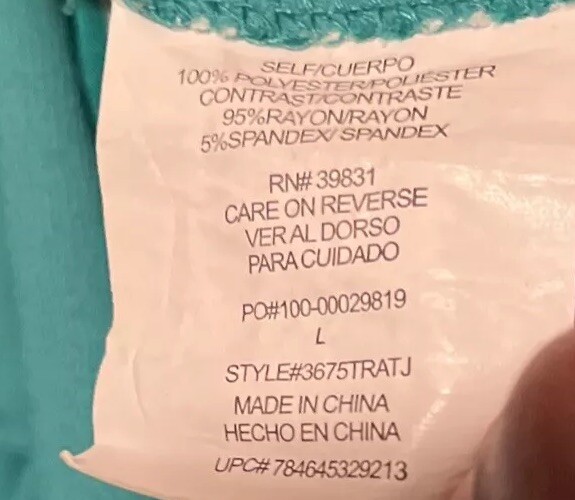 SELF/CUERPO
100% POLYESTER/POLIESTER
CONTRAST/CONTRASTE
95%RAYON/RAYON
5%SPANDEX/SPANDEX
RN# 39831
CARE ON REVERSE
VER AL DORSO
PARA CUIDADO
PO#100-00029819
L
STYLE#3675TRATJ
MADE IN CHINA
HECHO EN CHINA
UPC# 784645329213